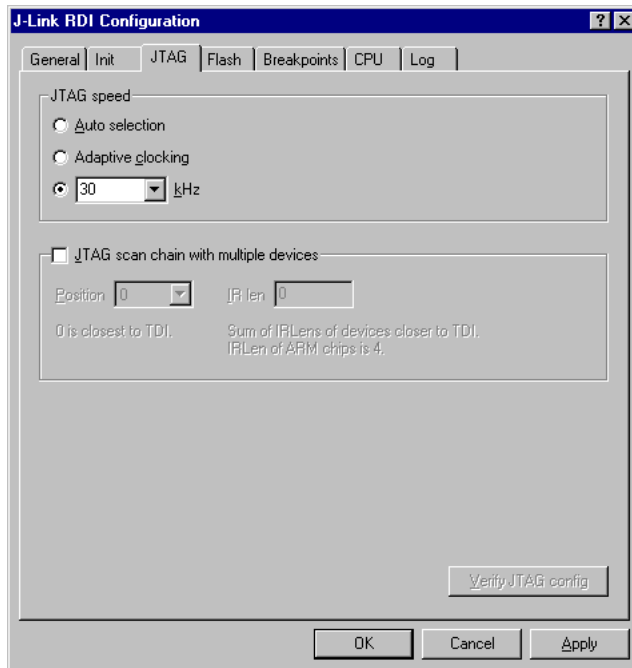 J-Link RDI Configuration
General Init JTAG Flash Breakpoints CPU Log
JTAG speed
Auto selection
Adaptive clocking
30 kHz
JTAG scan chain with multiple devices
Position 0 IR len 0
0 is closest to TDI. Sum of IRLens of devices closer to TDI.
IRLen of ARM chips is 4.
Verify JTAG config
OK Cancel Apply